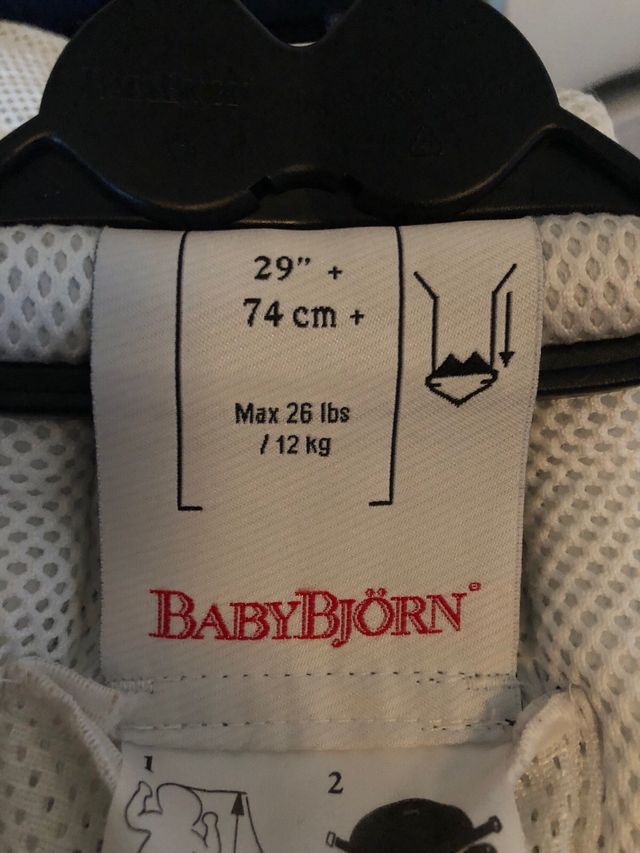 29" +
74 cm +
Max 26 lbs
/ 12 kg
BABYBJÖRN®
1
2